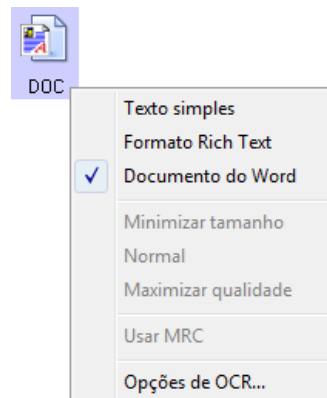 DOC
Texto simples
Formato Rich Text
Documento do Word
Minimizar tamanho
Normal
Maximizar qualidade
Usar MRC
Opções de OCR...